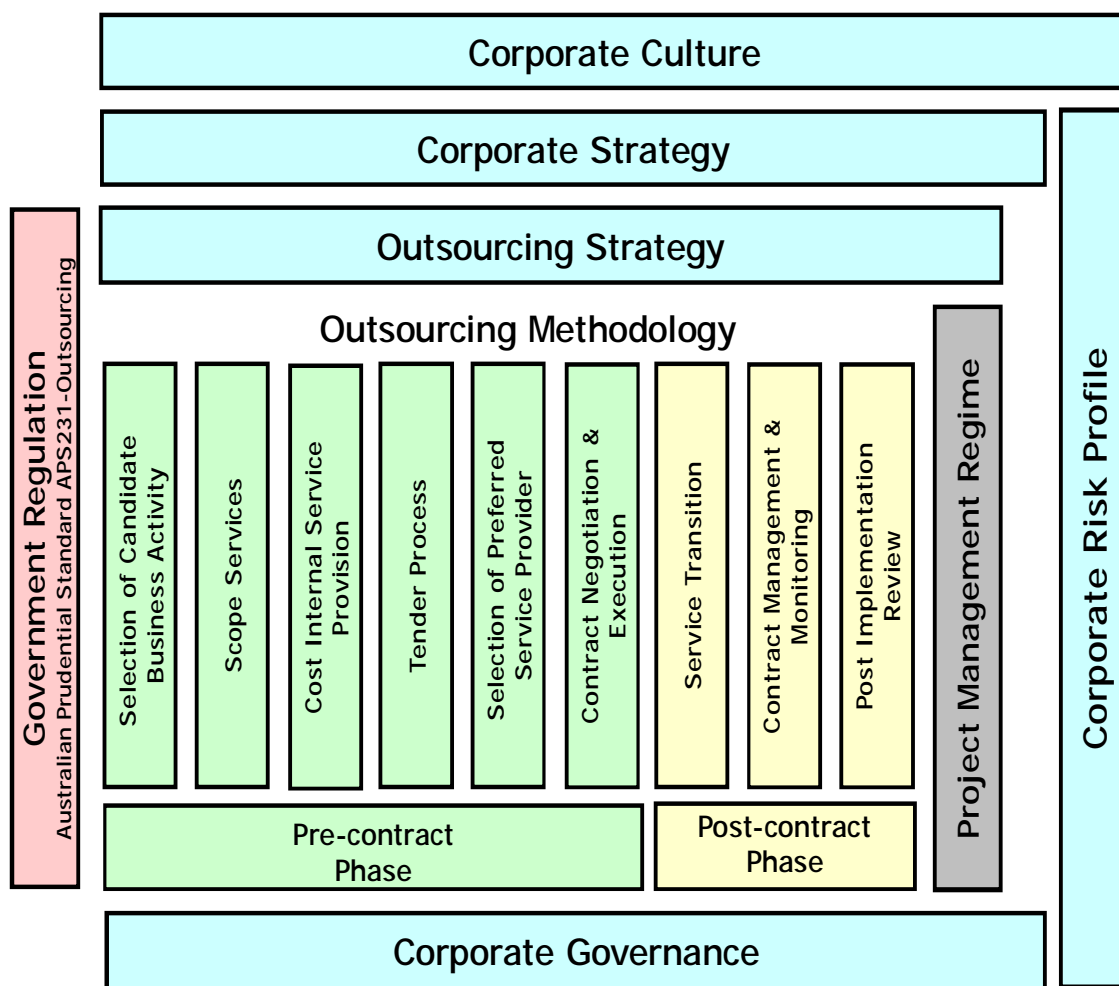 Corporate Culture
Corporate Strategy
Outsourcing Strategy
Government Regulation
Australian Prudential Standard APS231-Outsourcing
Outsourcing Methodology
Selection of Candidate
Business Activity
Scope Services
Cost Internal Service
Provision
Tender Process
Selection of Preferred
Service Provider
Contract Negotiation &
Execution
Service Transition
Contract Management &
Monitoring
Post Implementation
Review
Project Management Regime
Corporate Risk Profile
Pre-contract
Phase
Post-contract
Phase
Corporate Governance